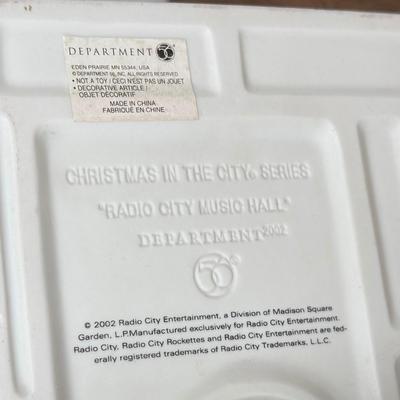 DEPARTMENT 56
EDEN PRAIRIE MN 55344, USA
© DEPARTMENT 56, INC. ALL RIGHTS RESERVED
• NOT A TOY / CECI N'EST PAS UN JOUET
• DECORATIVE ARTICLE /
OBJET DÉCORATIF
MADE IN CHINA
FABRIQUÉ EN CHINE
CHRISTMAS IN THE CITY® SERIES
"RADIO CITY MUSIC HALL"
DEPARTMENT 2002
56
© 2002 Radio City Entertainment, a Division of Madison Square
Garden, L.P.Manufactured exclusively for Radio City Entertainment.
Radio City, Radio City Rockettes and Radio City Entertainment are fed-
erally registered trademarks of Radio City Trademarks, L.L.C.